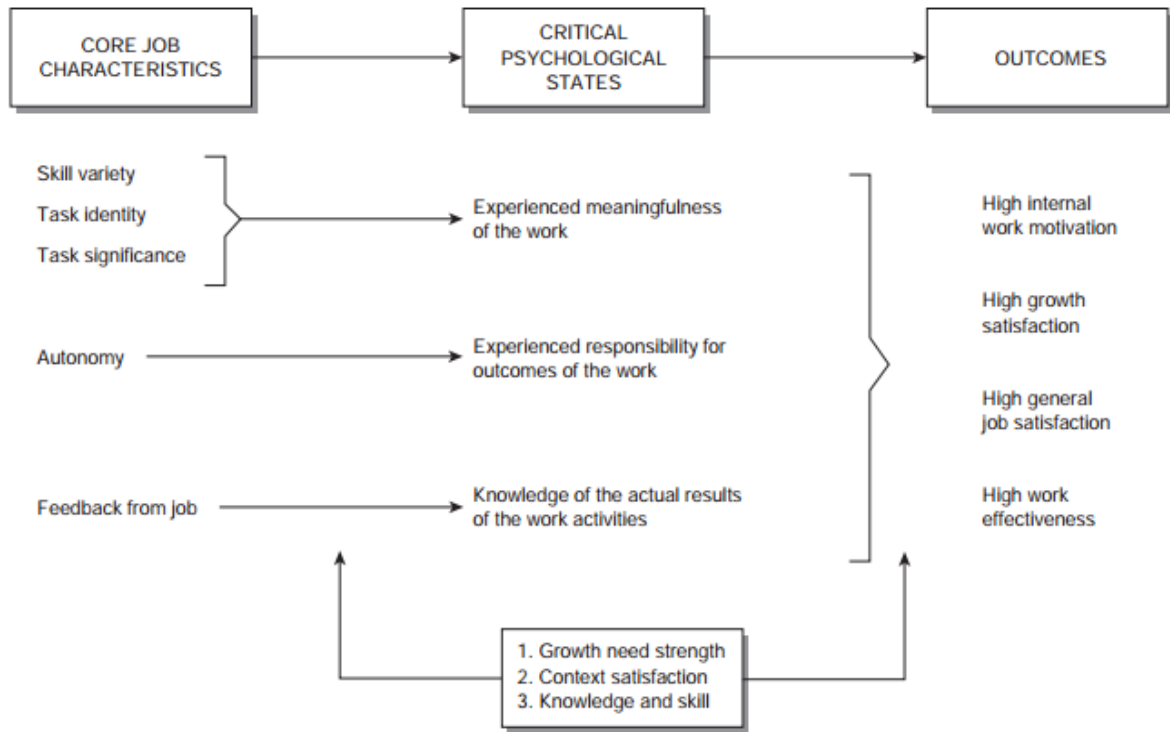 CORE JOB
CHARACTERISTICS
CRITICAL
PSYCHOLOGICAL
STATES
OUTCOMES
Skill variety
Task identity
Task significance
Experienced meaningfulness
of the work
High internal
work motivation
High growth
satisfaction
Autonomy
Experienced responsibility for
outcomes of the work
High general
job satisfaction
Feedback from job
Knowledge of the actual results
of the work activities
High work
effectiveness
1. Growth need strength
2. Context satisfaction
3. Knowledge and skill